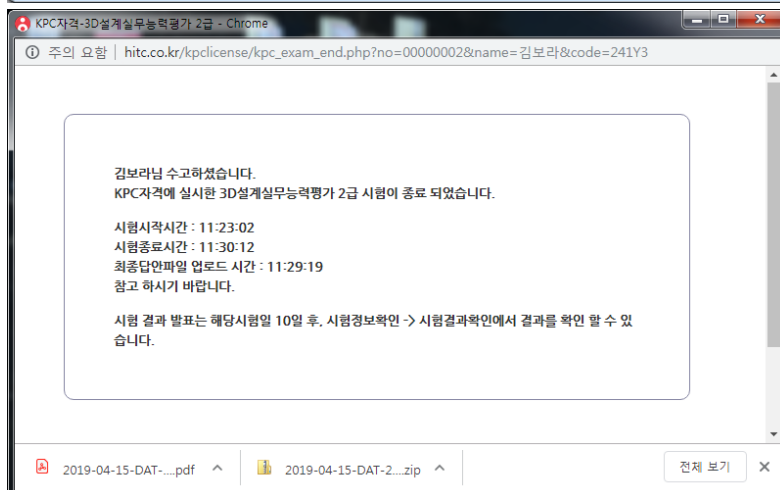 KPC자격-3D설계실무능력평가 2급 - Chrome
주의 요함 | hitc.co.kr/kpclicense/kpc_exam_end.php?no=00000002&name=김보라&code=241Y3
김보라님 수고하셨습니다.
KPC자격에 실시한 3D설계실무능력평가 2급 시험이 종료 되었습니다.
시험시작시간 : 11:23:02
시험종료시간 : 11:30:12
최종답안파일 업로드 시간 : 11:29:19
참고 하시기 바랍니다.
시험 결과 발표는 해당시험일 10일 후, 시험정보확인 -> 시험결과확인에서 결과를 확인 할 수 있
습니다.
2019-04-15-DAT-....pdf
2019-04-15-DAT-2....zip
전체 보기